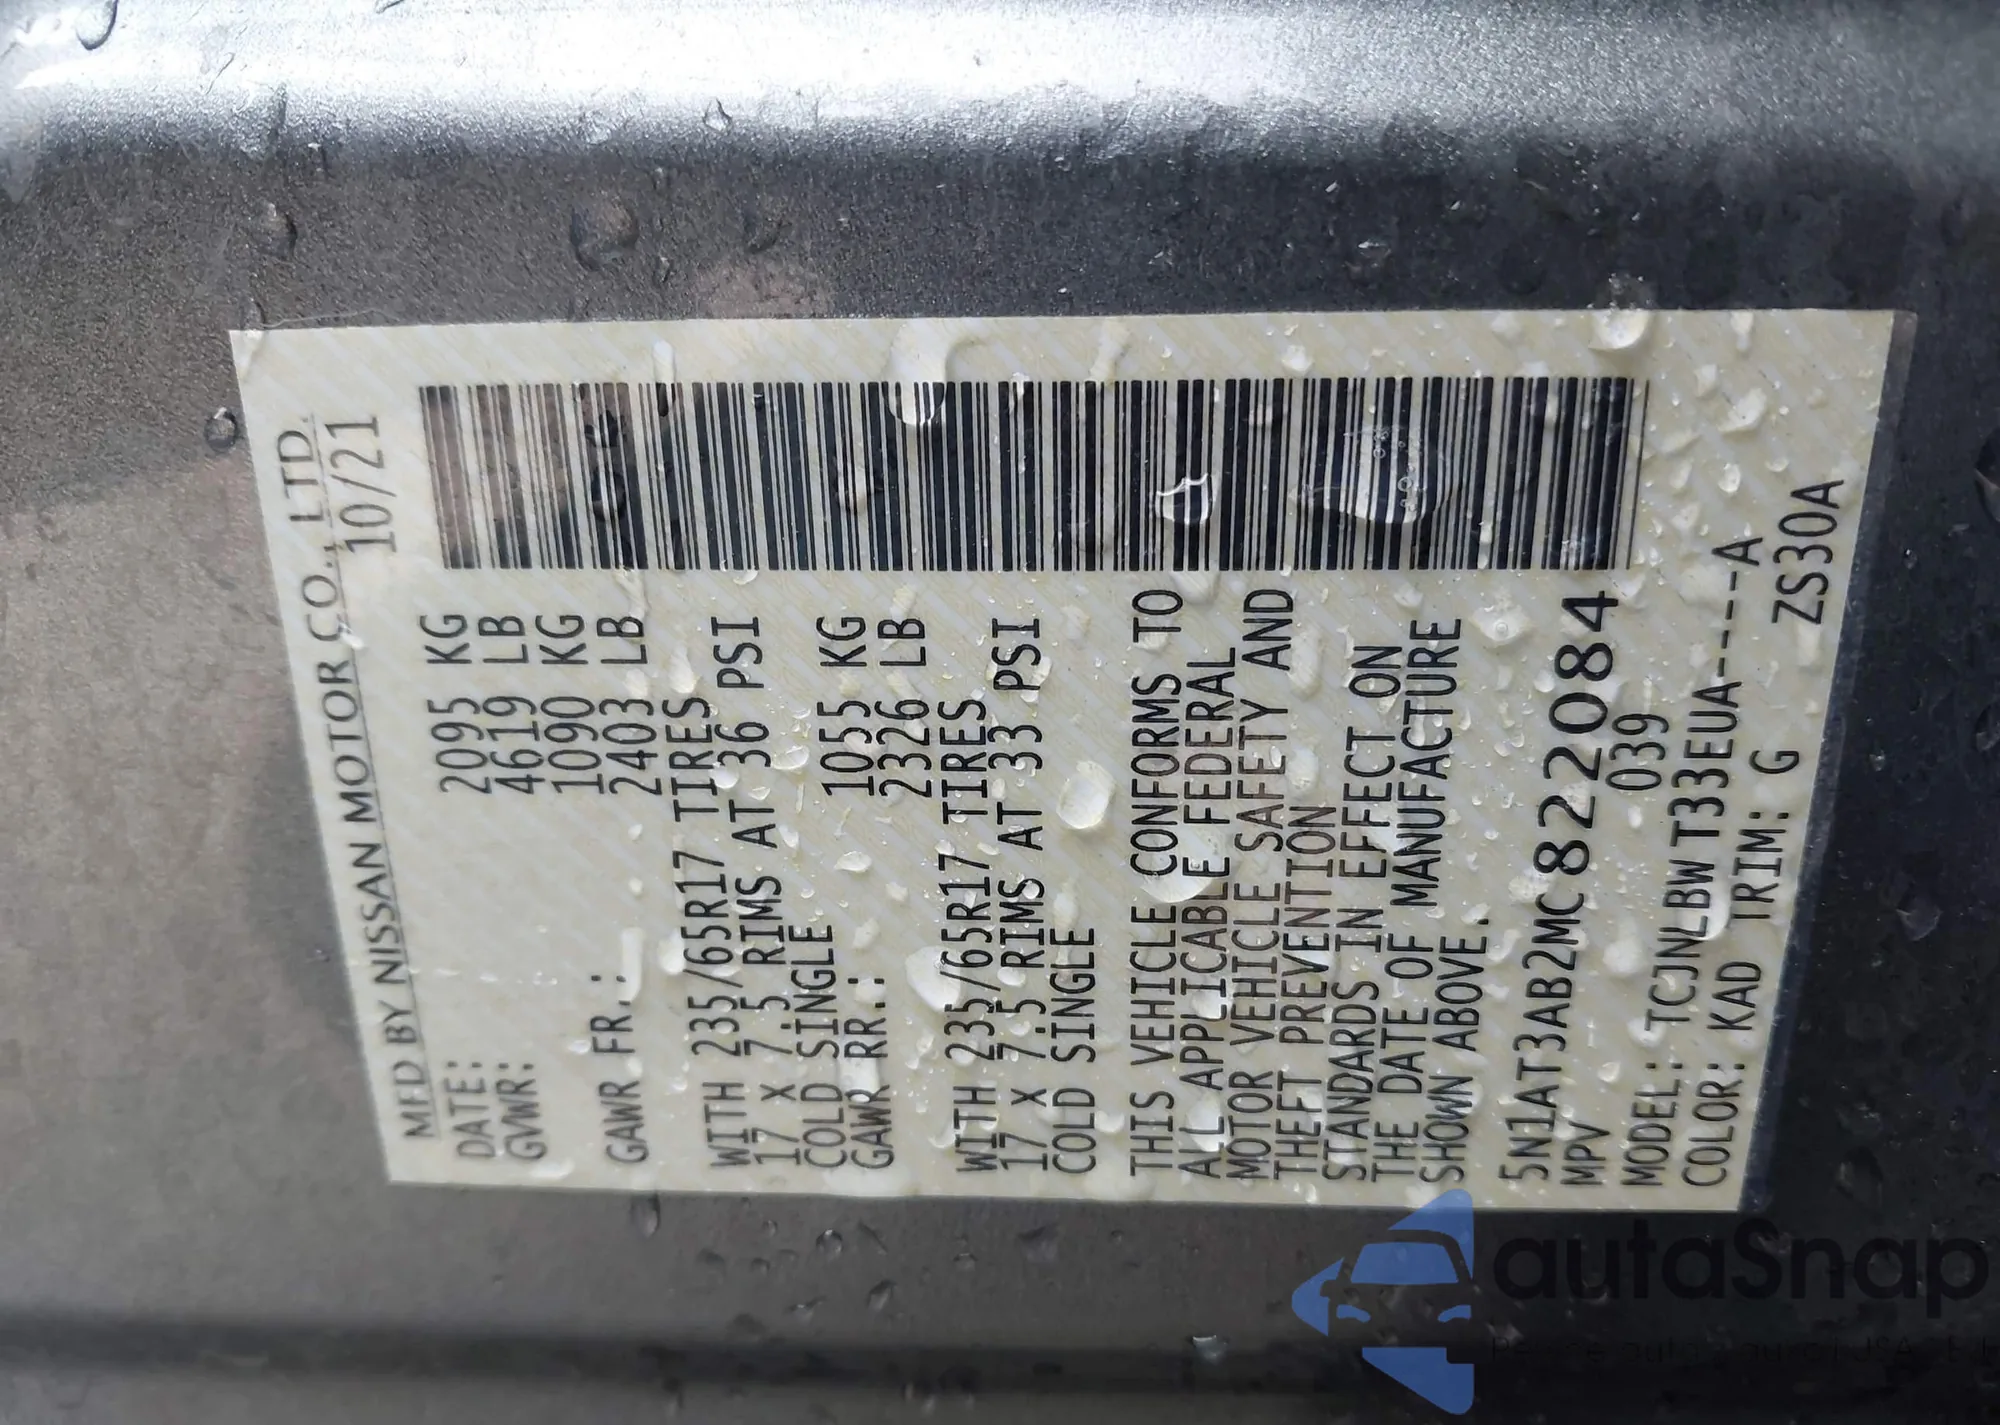 MFD BY NISSAN MOTOR CO., LTD.
DATE: 10/21
GVWR: 2095 KG
4619 LB
GAWR FR.: 1090 KG
2403 LB
WITH 235/65R17 TIRES
17 X 7.5 RIMS AT 36 PSI
COLD SINGLE
GAWR RR.: 1055 KG
2326 LB
WITH 235/65R17 TIRES
17 X 7.5 RIMS AT 33 PSI
COLD SINGLE
THIS VEHICLE CONFORMS TO
ALL APPLICABLE FEDERAL
MOTOR VEHICLE SAFETY AND
THEFT PREVENTION
STANDARDS IN EFFECT ON
THE DATE OF MANUFACTURE
SHOWN ABOVE.
5N1AT3AB2MC822084
MPV 039
MODEL: TCJNLBW T33EUA----A
COLOR: KAD TRIM: G
ZS30A
autaSnap